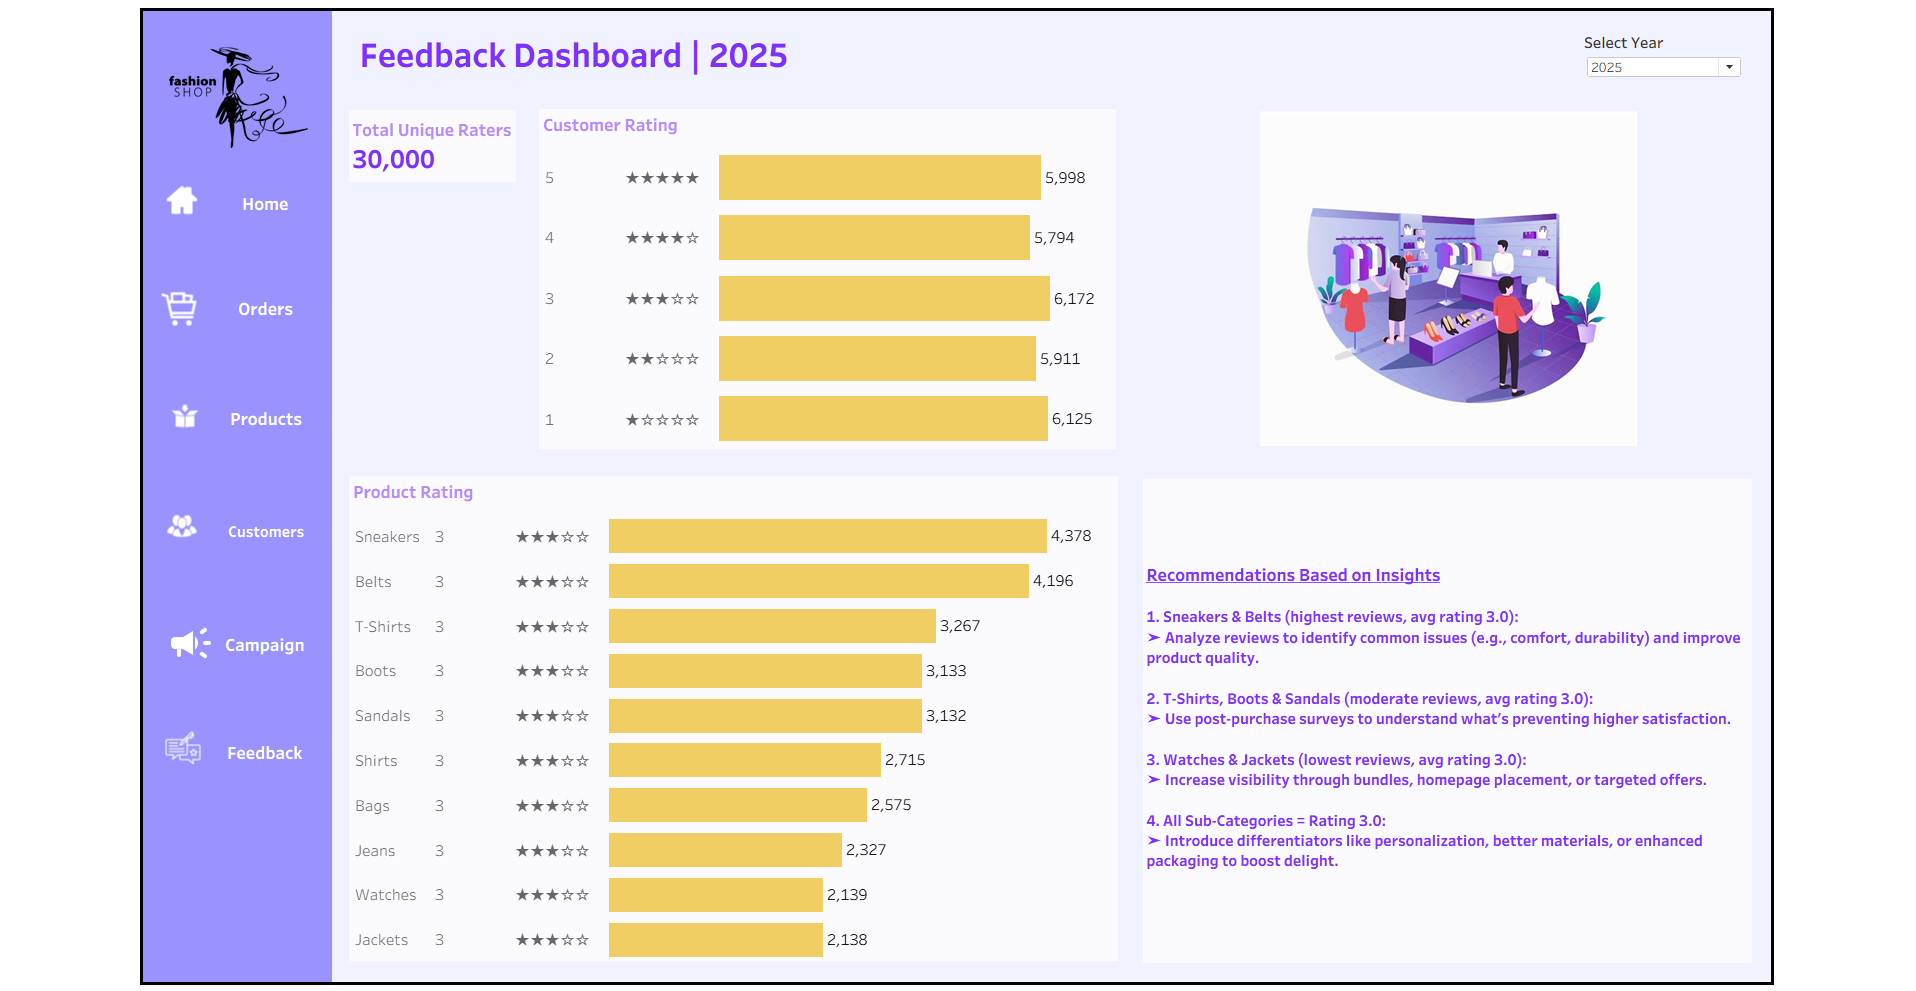 fashion
SHOP
Home
Orders
Products
Customers
Campaign
Feedback
Feedback Dashboard | 2025
Select Year
2025
Total Unique Raters
30,000
Customer Rating
5 ★★★★★ 5,998
4 ★★★★☆ 5,794
3 ★★★☆☆ 6,172
2 ★★☆☆☆ 5,911
1 ★☆☆☆☆ 6,125
Product Rating
Sneakers 3 ★★★☆☆ 4,378
Belts 3 ★★★☆☆ 4,196
T-Shirts 3 ★★★☆☆ 3,267
Boots 3 ★★★☆☆ 3,133
Sandals 3 ★★★☆☆ 3,132
Shirts 3 ★★★☆☆ 2,715
Bags 3 ★★★☆☆ 2,575
Jeans 3 ★★★☆☆ 2,327
Watches 3 ★★★☆☆ 2,139
Jackets 3 ★★★☆☆ 2,138
Recommendations Based on Insights
1. Sneakers & Belts (highest reviews, avg rating 3.0):
➢ Analyze reviews to identify common issues (e.g., comfort, durability) and improve
product quality.
2. T-Shirts, Boots & Sandals (moderate reviews, avg rating 3.0):
➢ Use post-purchase surveys to understand what’s preventing higher satisfaction.
3. Watches & Jackets (lowest reviews, avg rating 3.0):
➢ Increase visibility through bundles, homepage placement, or targeted offers.
4. All Sub-Categories = Rating 3.0:
➢ Introduce differentiators like personalization, better materials, or enhanced
packaging to boost delight.